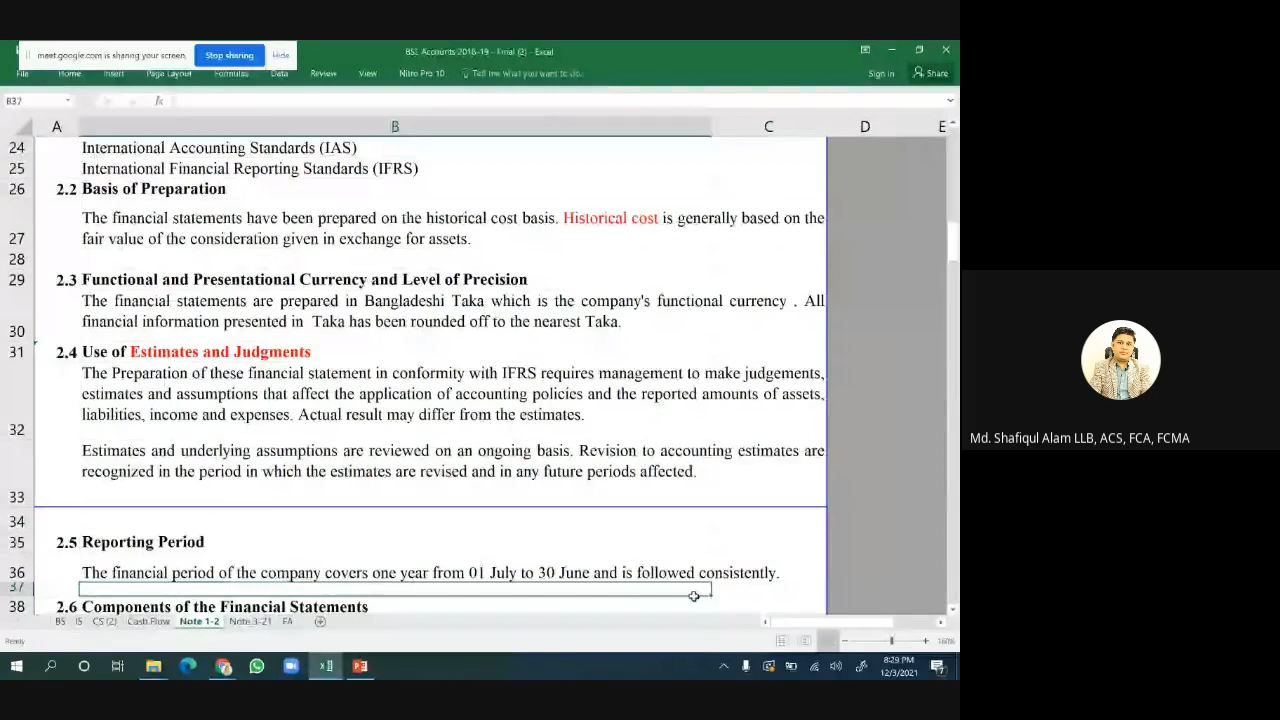 meet.google.com is sharing your screen.
Stop sharing
Hide
BSL Accounts 2018-19 - Final (2) - Excel
File Home Insert Page Layout Formulas Data Review View Nitro Pro 10 Tell me what you want to do. Sign in Share
B37 fx
A B C D E
24 International Accounting Standards (IAS)
25 International Financial Reporting Standards (IFRS)
26 2.2 Basis of Preparation
The financial statements have been prepared on the historical cost basis. Historical cost is generally based on the
27 fair value of the consideration given in exchange for assets.
28
29 2.3 Functional and Presentational Currency and Level of Precision
The financial statements are prepared in Bangladeshi Taka which is the company's functional currency . All
30 financial information presented in Taka has been rounded off to the nearest Taka.
31 2.4 Use of Estimates and Judgments
The Preparation of these financial statement in conformity with IFRS requires management to make judgements,
estimates and assumptions that affect the application of accounting policies and the reported amounts of assets,
32 liabilities, income and expenses. Actual result may differ from the estimates.
Estimates and underlying assumptions are reviewed on an ongoing basis. Revision to accounting estimates are
33 recognized in the period in which the estimates are revised and in any future periods affected.
34
35 2.5 Reporting Period
36 The financial period of the company covers one year from 01 July to 30 June and is followed consistently.
37
38 2.6 Components of the Financial Statements
BS IS CS (2) Cash Flow Note 1-2 Note 3-21 FA
Ready 160%
8:29 PM
12/3/2021
Md. Shafiqul Alam LLB, ACS, FCA, FCMA